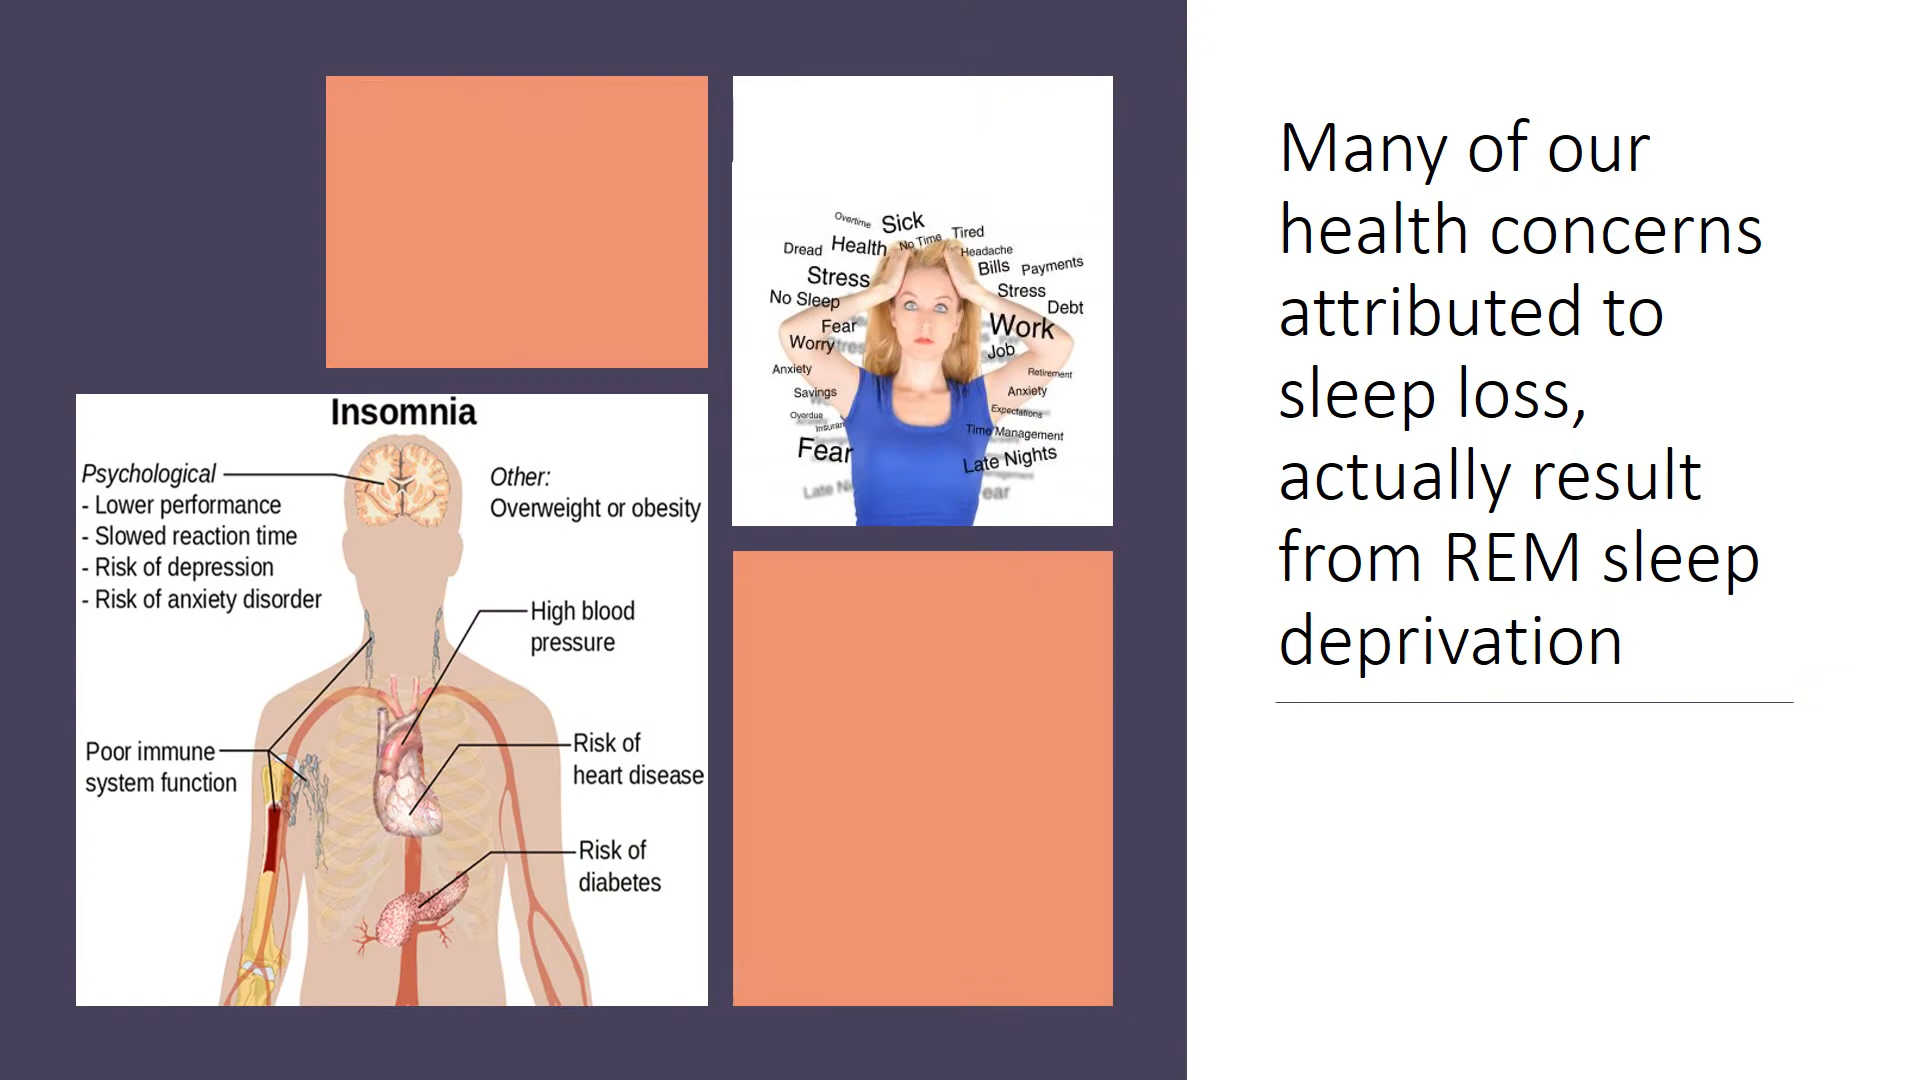 Many of our
health concerns
attributed to
sleep loss,
actually result
from REM sleep
deprivation
Insomnia
Psychological
- Lower performance
- Slowed reaction time
- Risk of depression
- Risk of anxiety disorder
Other:
Overweight or obesity
High blood
pressure
Poor immune
system function
Risk of
heart disease
Risk of
diabetes
Overtime
Sick
Dread
Health
No Time
Tired
Headache
Stress
Bills
Payments
No Sleep
Stress
Debt
Fear
Work
Worry
Job
Anxiety
Retirement
Savings
Anxiety
Overdue
Expectations
Time Management
Fear
Late Nights